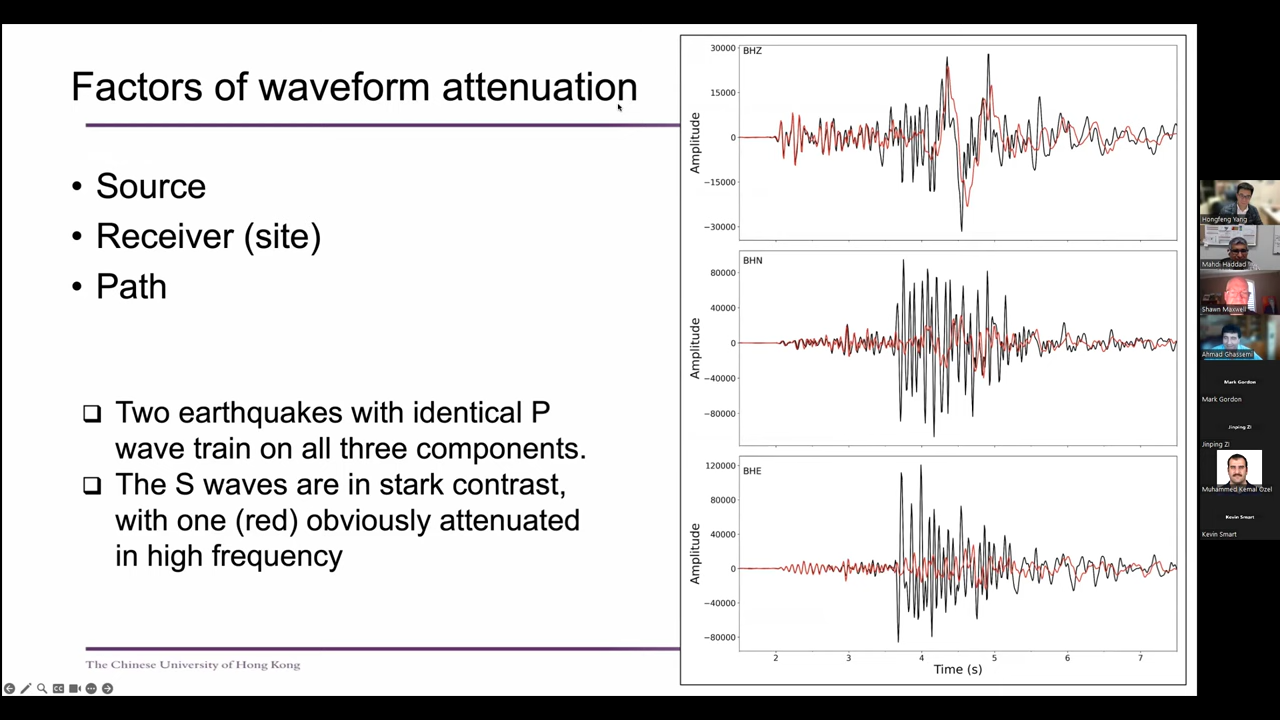 Factors of waveform attenuation
• Source
• Receiver (site)
• Path
Two earthquakes with identical P
wave train on all three components.
The S waves are in stark contrast,
with one (red) obviously attenuated
in high frequency
The Chinese University of Hong Kong
BHZ
Amplitude
30000
15000
0
−15000
−30000
BHN
Amplitude
80000
40000
0
−40000
−80000
BHE
Amplitude
120000
80000
40000
0
−40000
−80000
2 3 4 5 6 7
Time (s)
Hongfeng Yang
Mahdi Haddad
Shawn Maxwell
Ahmad Ghassemi
Mark Gordon
Mark Gordon
Jinping ZI
Jinping ZI
Muhammed Kemal Özel
Kevin Smart
Kevin Smart